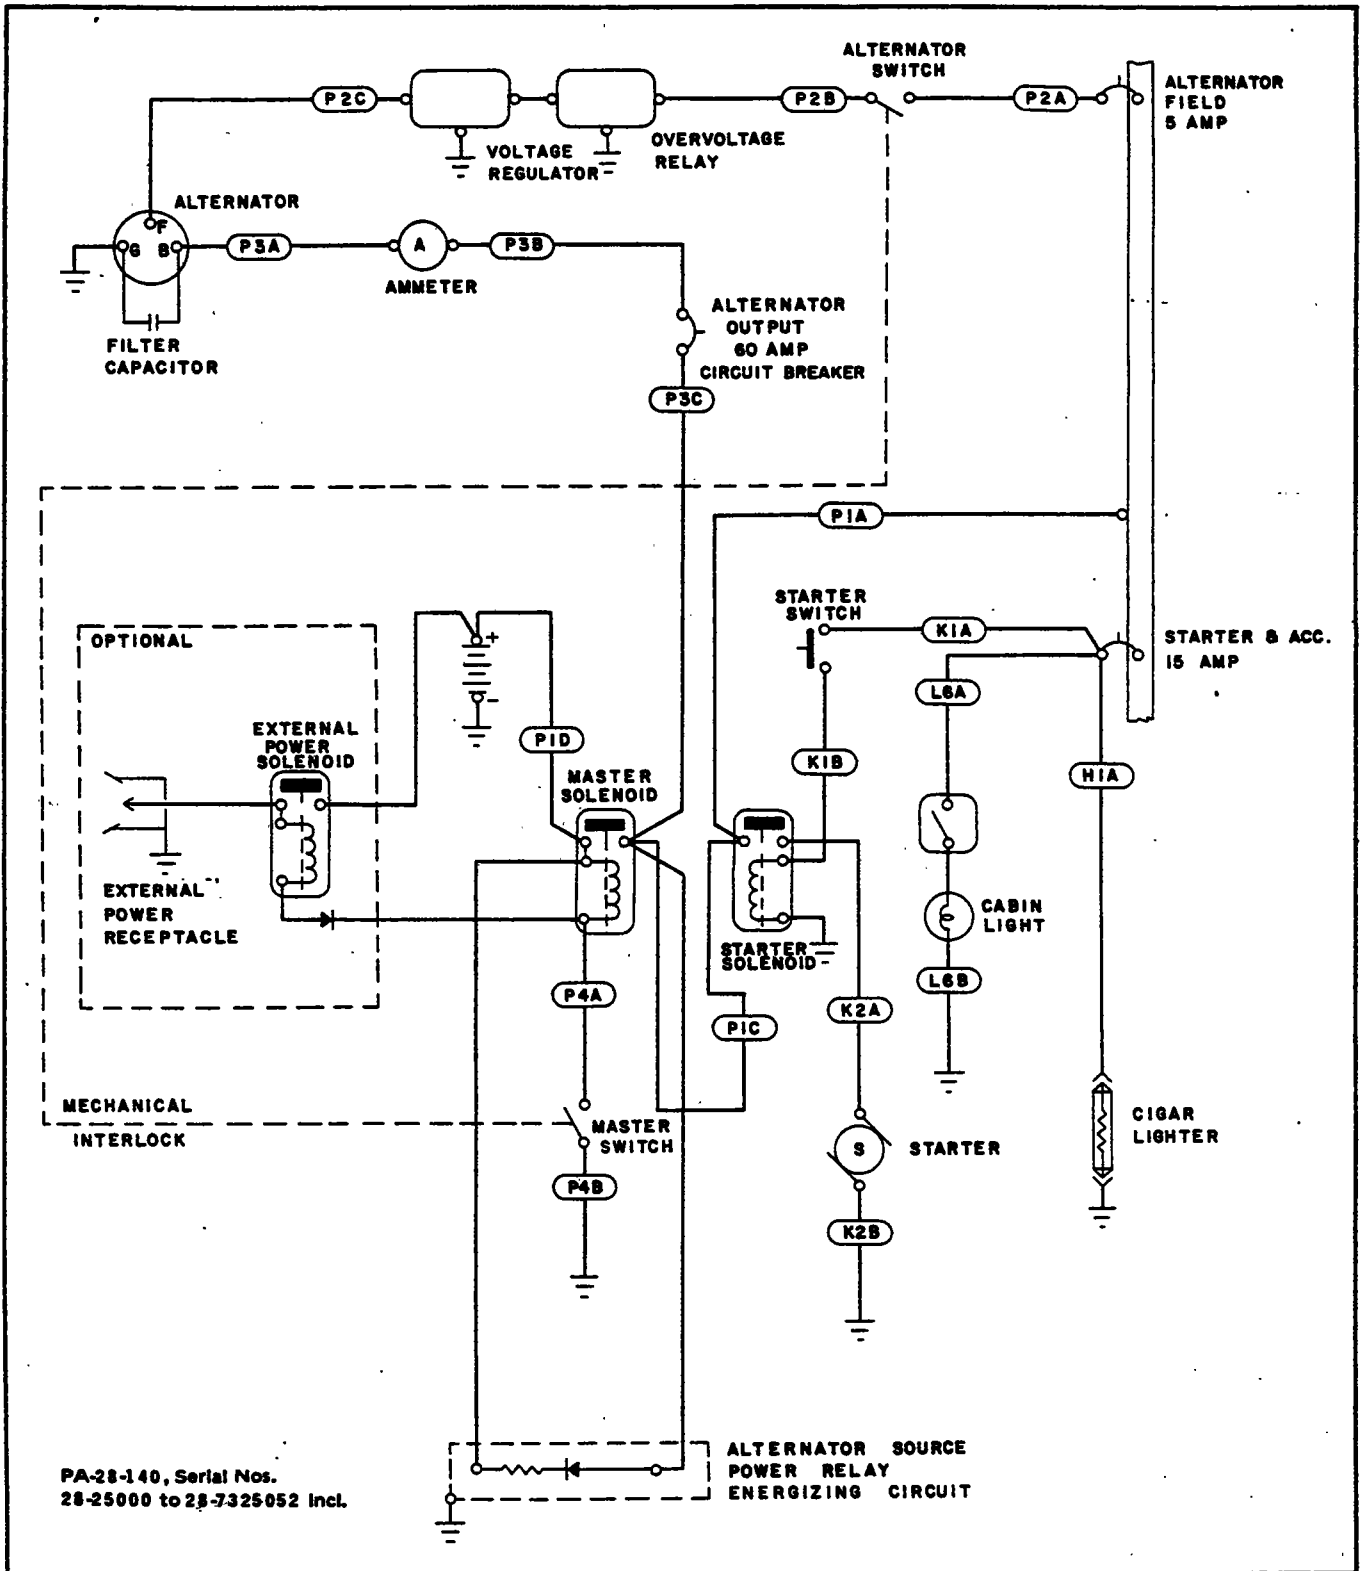 ALTERNATOR
SWITCH
P2C
P2B
P2A
ALTERNATOR
FIELD
5 AMP
VOLTAGE
REGULATOR
OVERVOLTAGE
RELAY
ALTERNATOR
F
G
B
P3A
A
P3B
AMMETER
FILTER
CAPACITOR
ALTERNATOR
OUTPUT
60 AMP
CIRCUIT BREAKER
P3C
P1A
STARTER
SWITCH
K1A
STARTER & ACC.
15 AMP
OPTIONAL
+
-
L6A
EXTERNAL
POWER
SOLENOID
P1D
K1B
H1A
MASTER
SOLENOID
EXTERNAL
POWER
RECEPTACLE
CABIN
LIGHT
STARTER
SOLENOID
L6B
P4A
K2A
P1C
MECHANICAL
INTERLOCK
MASTER
SWITCH
S
STARTER
CIGAR
LIGHTER
P4B
K2B
ALTERNATOR SOURCE
POWER RELAY
ENERGIZING CIRCUIT
PA-28-140, Serial Nos.
28-25000 to 28-7325052 Incl.